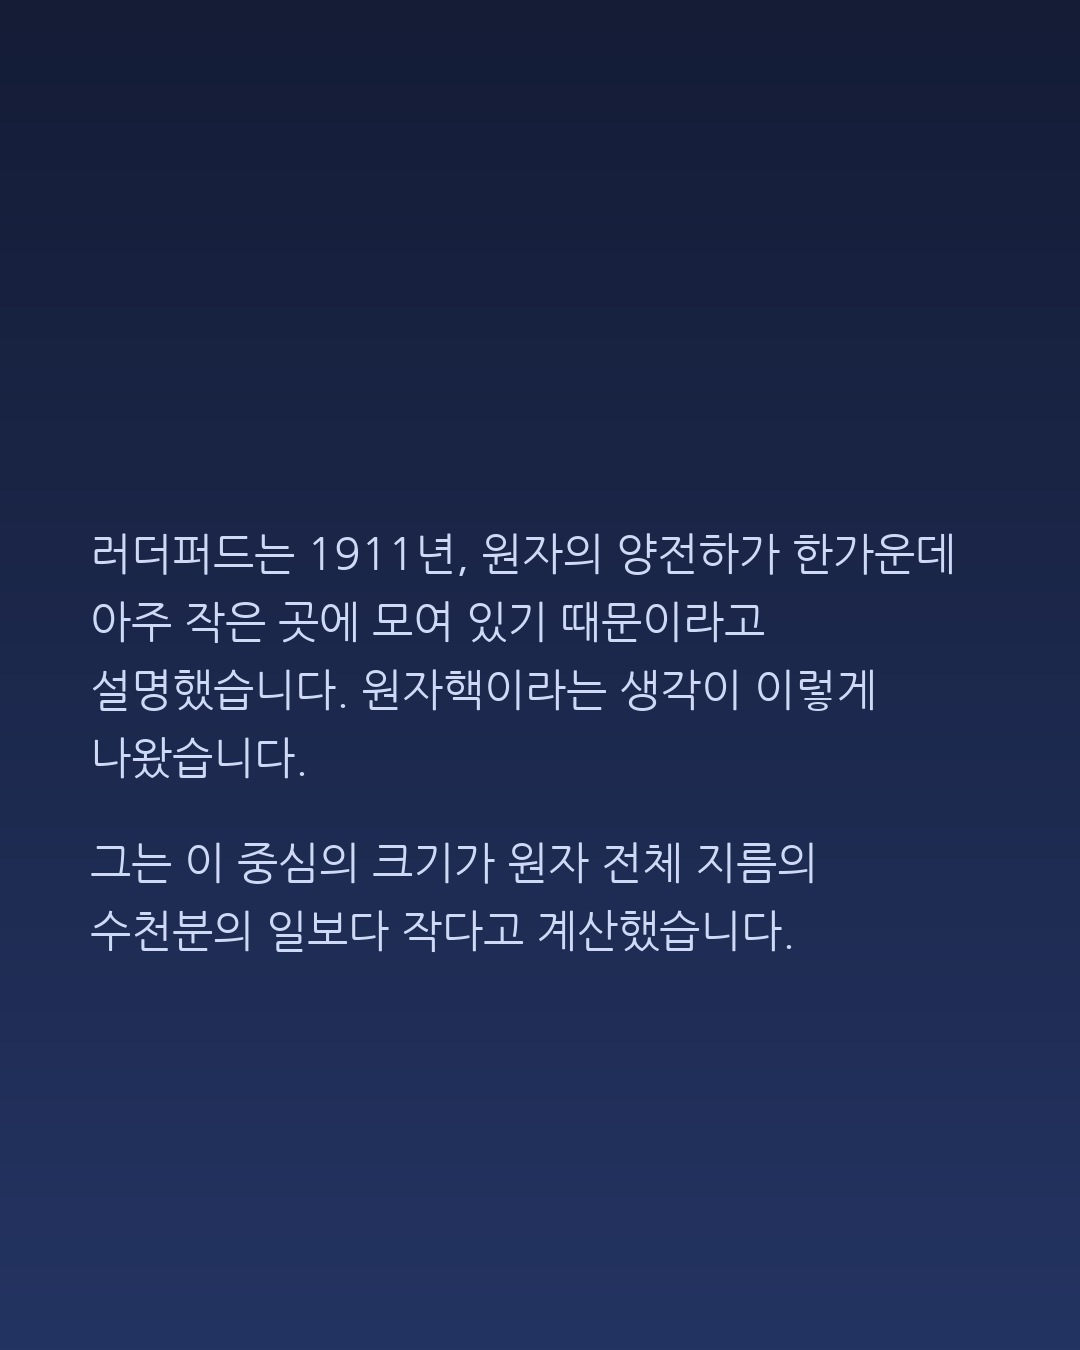 러더퍼드는 1911년, 원자의 양전하가 한가운데
아주 작은 곳에 모여 있기 때문이라고
설명했습니다. 원자핵이라는 생각이 이렇게
나왔습니다.
그는 이 중심의 크기가 원자 전체 지름의
수천분의 일보다 작다고 계산했습니다.